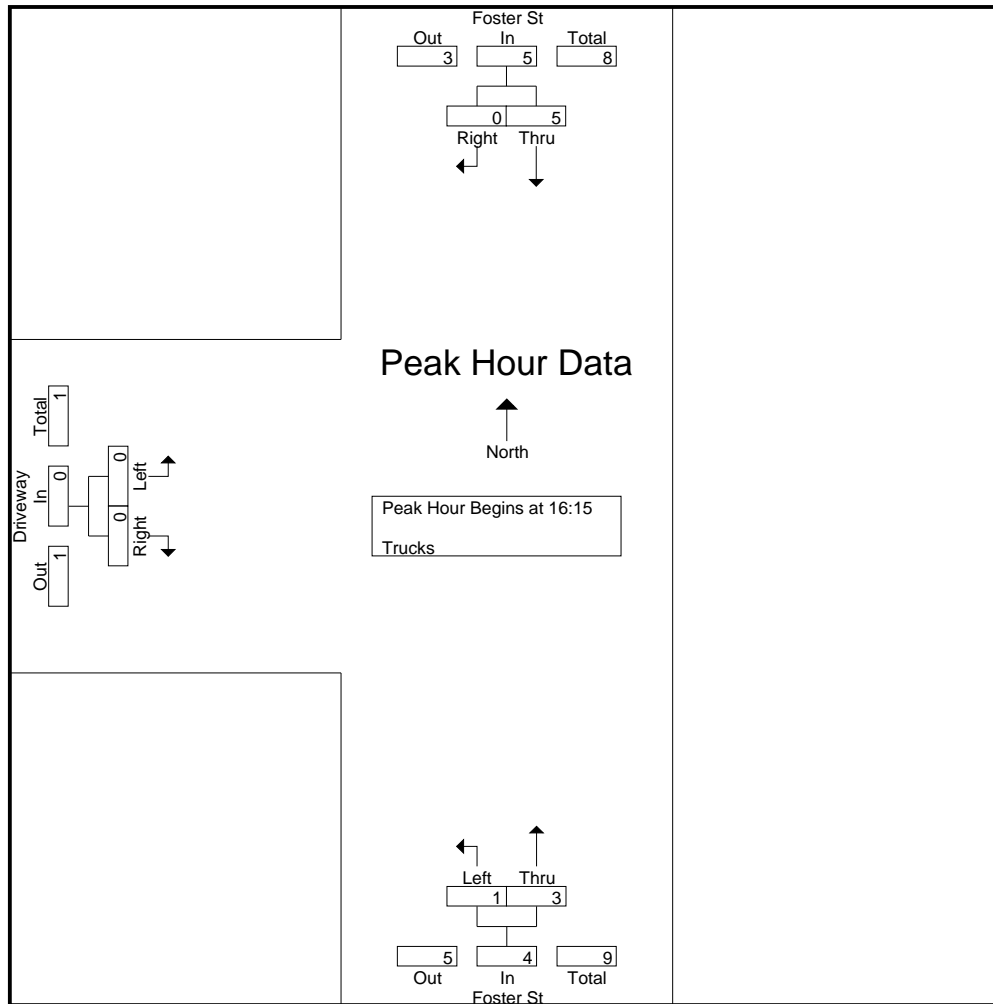 Foster St
Out In Total
3 5 8
0 5
Right Thru
Peak Hour Data
North
Peak Hour Begins at 16:15
Trucks
Driveway
Out In Total
1 0 1
0 0
Right Left
Left Thru
1 3
5 4 9
Out In Total
Foster St